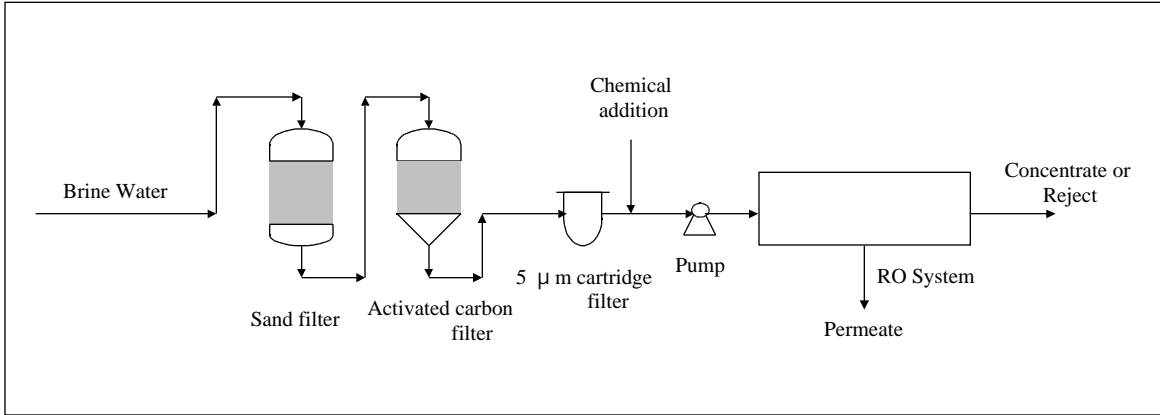 Brine Water
Sand filter
Activated carbon
filter
5 μ m cartridge
filter
Chemical
addition
Pump
RO System
Permeate
Concentrate or
Reject